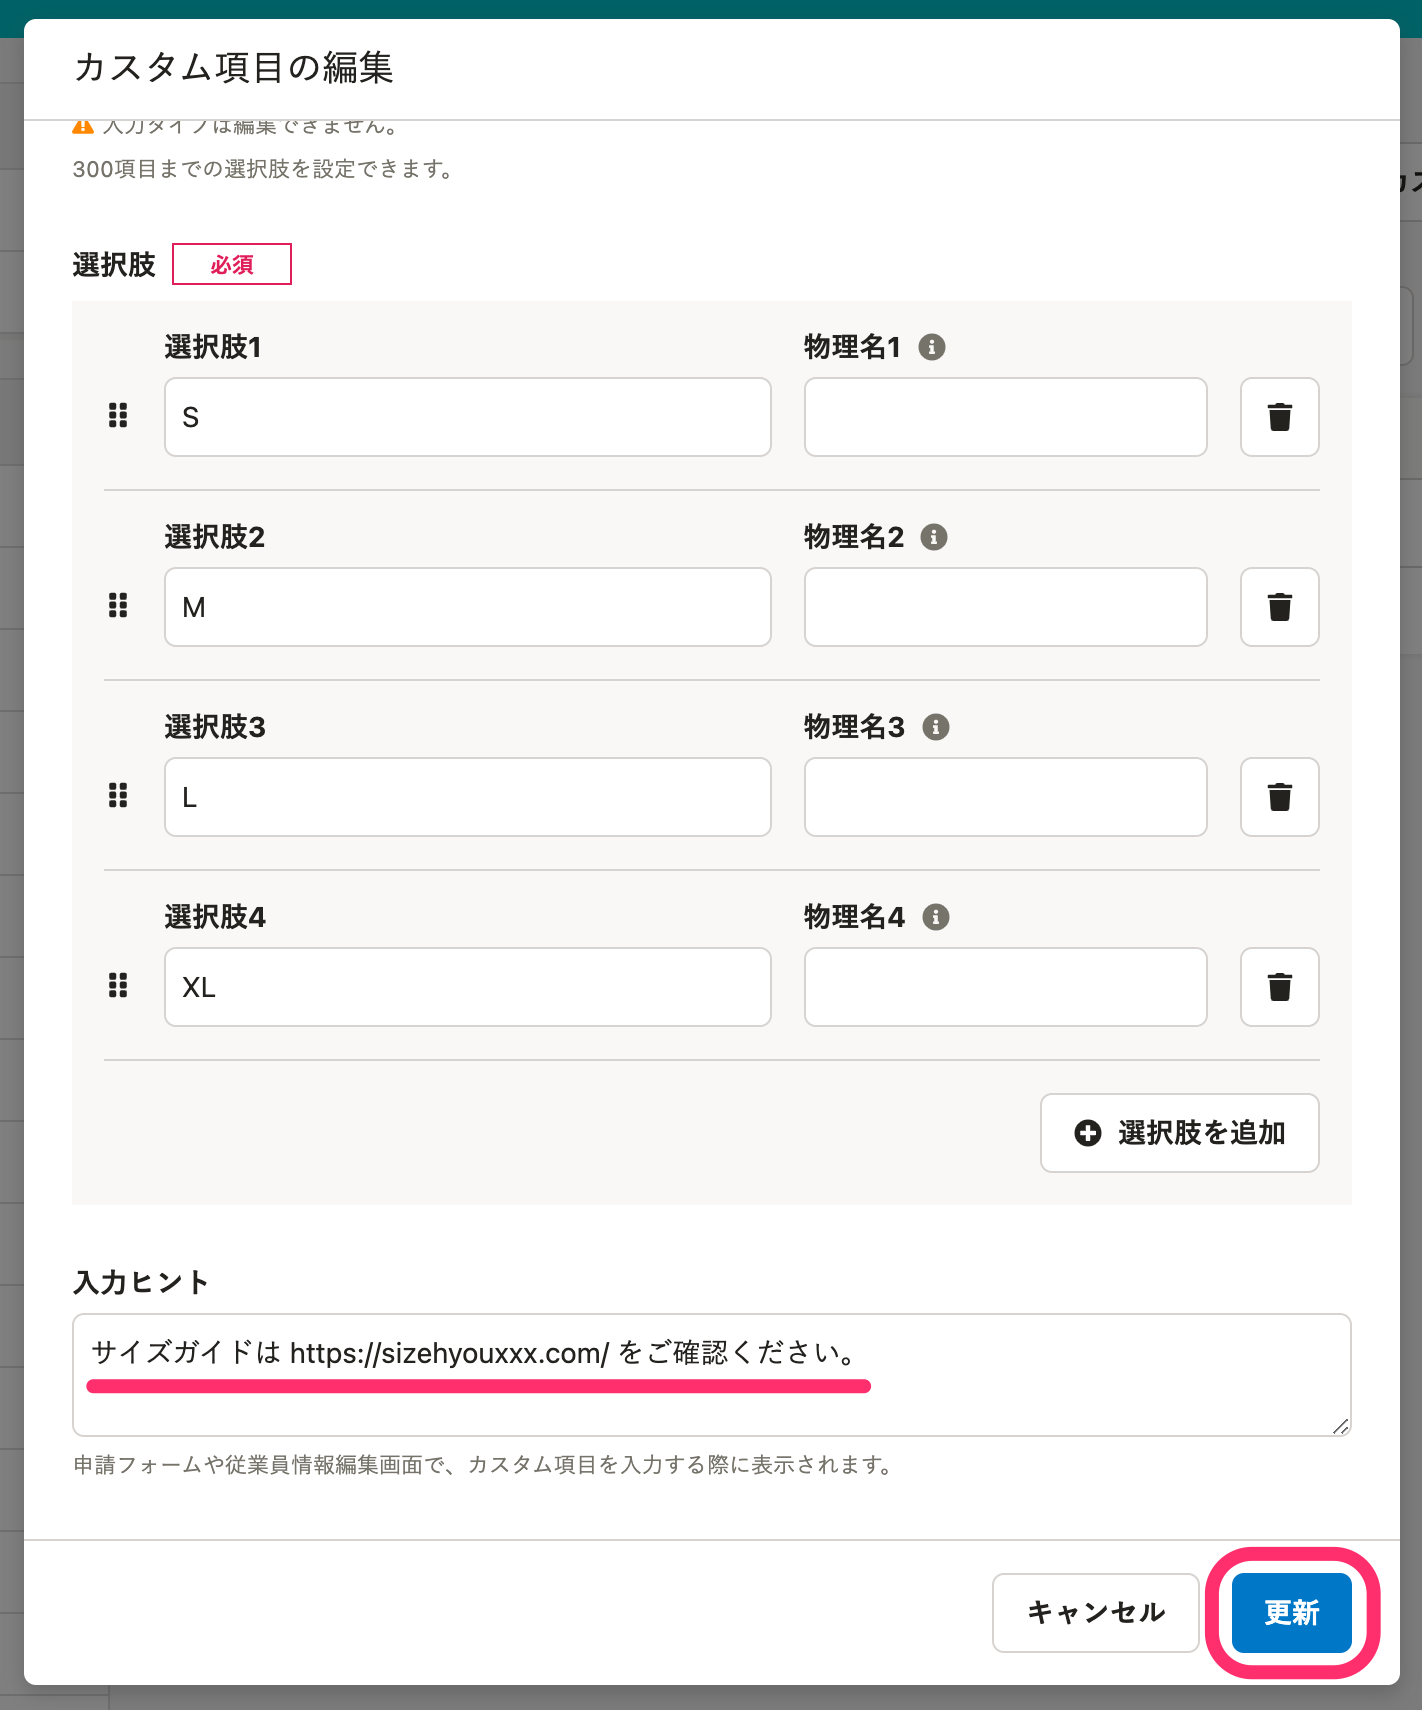 カスタム項目の編集
入力タイプは編集できません。
300項目までの選択肢を設定できます。
選択肢 必須
選択肢1 物理名1
S
選択肢2 物理名2
M
選択肢3 物理名3
L
選択肢4 物理名4
XL
選択肢を追加
入力ヒント
サイズガイドは https://sizehyouxxx.com/ をご確認ください。
申請フォームや従業員情報編集画面で、カスタム項目を入力する際に表示されます。
キャンセル 更新